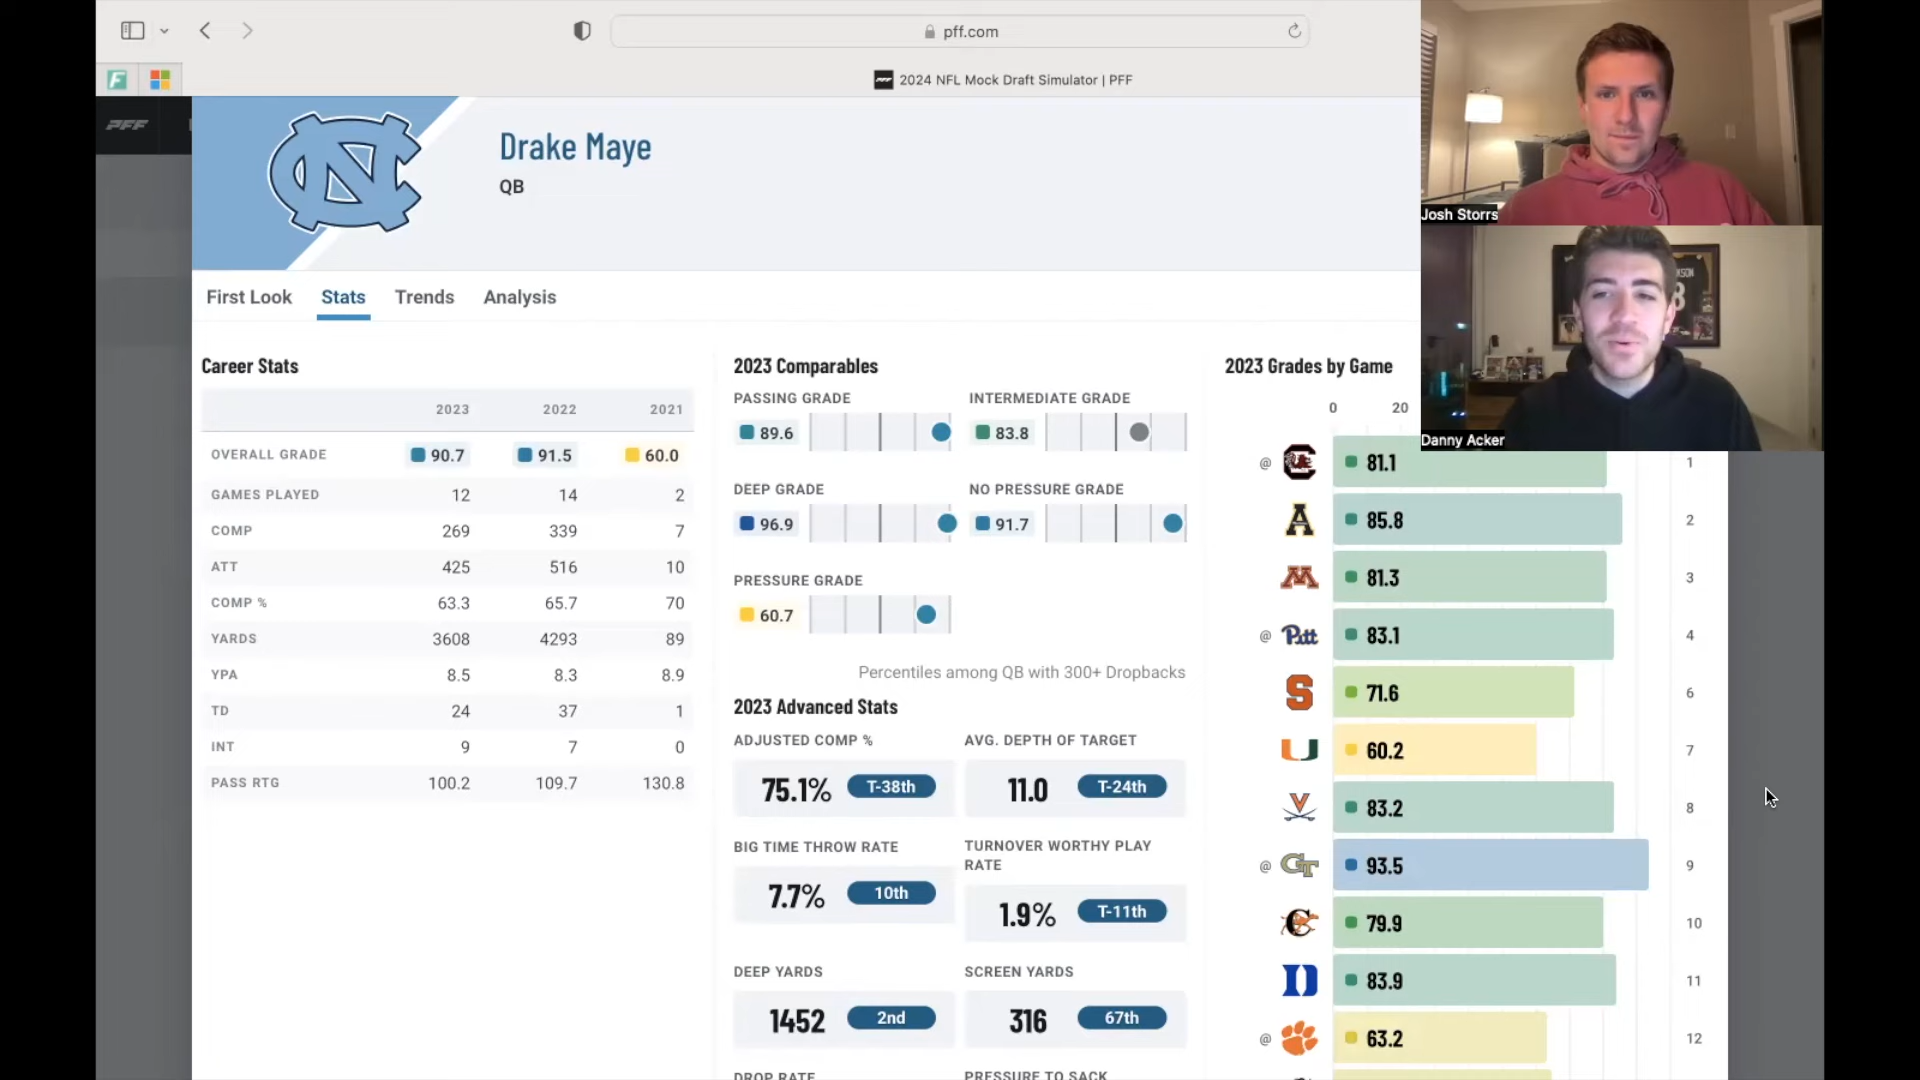 pff.com
2024 NFL Mock Draft Simulator | PFF
PFF
Drake Maye
QB
First Look Stats Trends Analysis
Josh Storrs
Danny Acker
Career Stats
2023 2022 2021
OVERALL GRADE 90.7 91.5 60.0
GAMES PLAYED 12 14 2
COMP 269 339 7
ATT 425 516 10
COMP % 63.3 65.7 70
YARDS 3608 4293 89
YPA 8.5 8.3 8.9
TD 24 37 1
INT 9 7 0
PASS RTG 100.2 109.7 130.8
2023 Comparables
PASSING GRADE INTERMEDIATE GRADE
89.6 83.8
DEEP GRADE NO PRESSURE GRADE
96.9 91.7
PRESSURE GRADE
60.7
Percentiles among QB with 300+ Dropbacks
2023 Advanced Stats
ADJUSTED COMP % AVG. DEPTH OF TARGET
75.1% T-38th 11.0 T-24th
BIG TIME THROW RATE TURNOVER WORTHY PLAY
RATE
7.7% 10th 1.9% T-11th
DEEP YARDS SCREEN YARDS
1452 2nd 316 67th
DROP RATE PRESSURE TO SACK
2023 Grades by Game
0 20
@ 81.1 1
A 85.8 2
M 81.3 3
@ Pitt 83.1 4
S 71.6 6
U 60.2 7
V 83.2 8
@ GT 93.5 9
C 79.9 10
D 83.9 11
@ 63.2 12